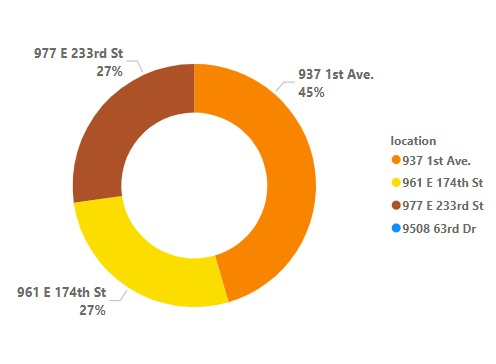 977 E 233rd St
27%
937 1st Ave.
45%
location
937 1st Ave.
961 E 174th St
977 E 233rd St
9508 63rd Dr
961 E 174th St
27%